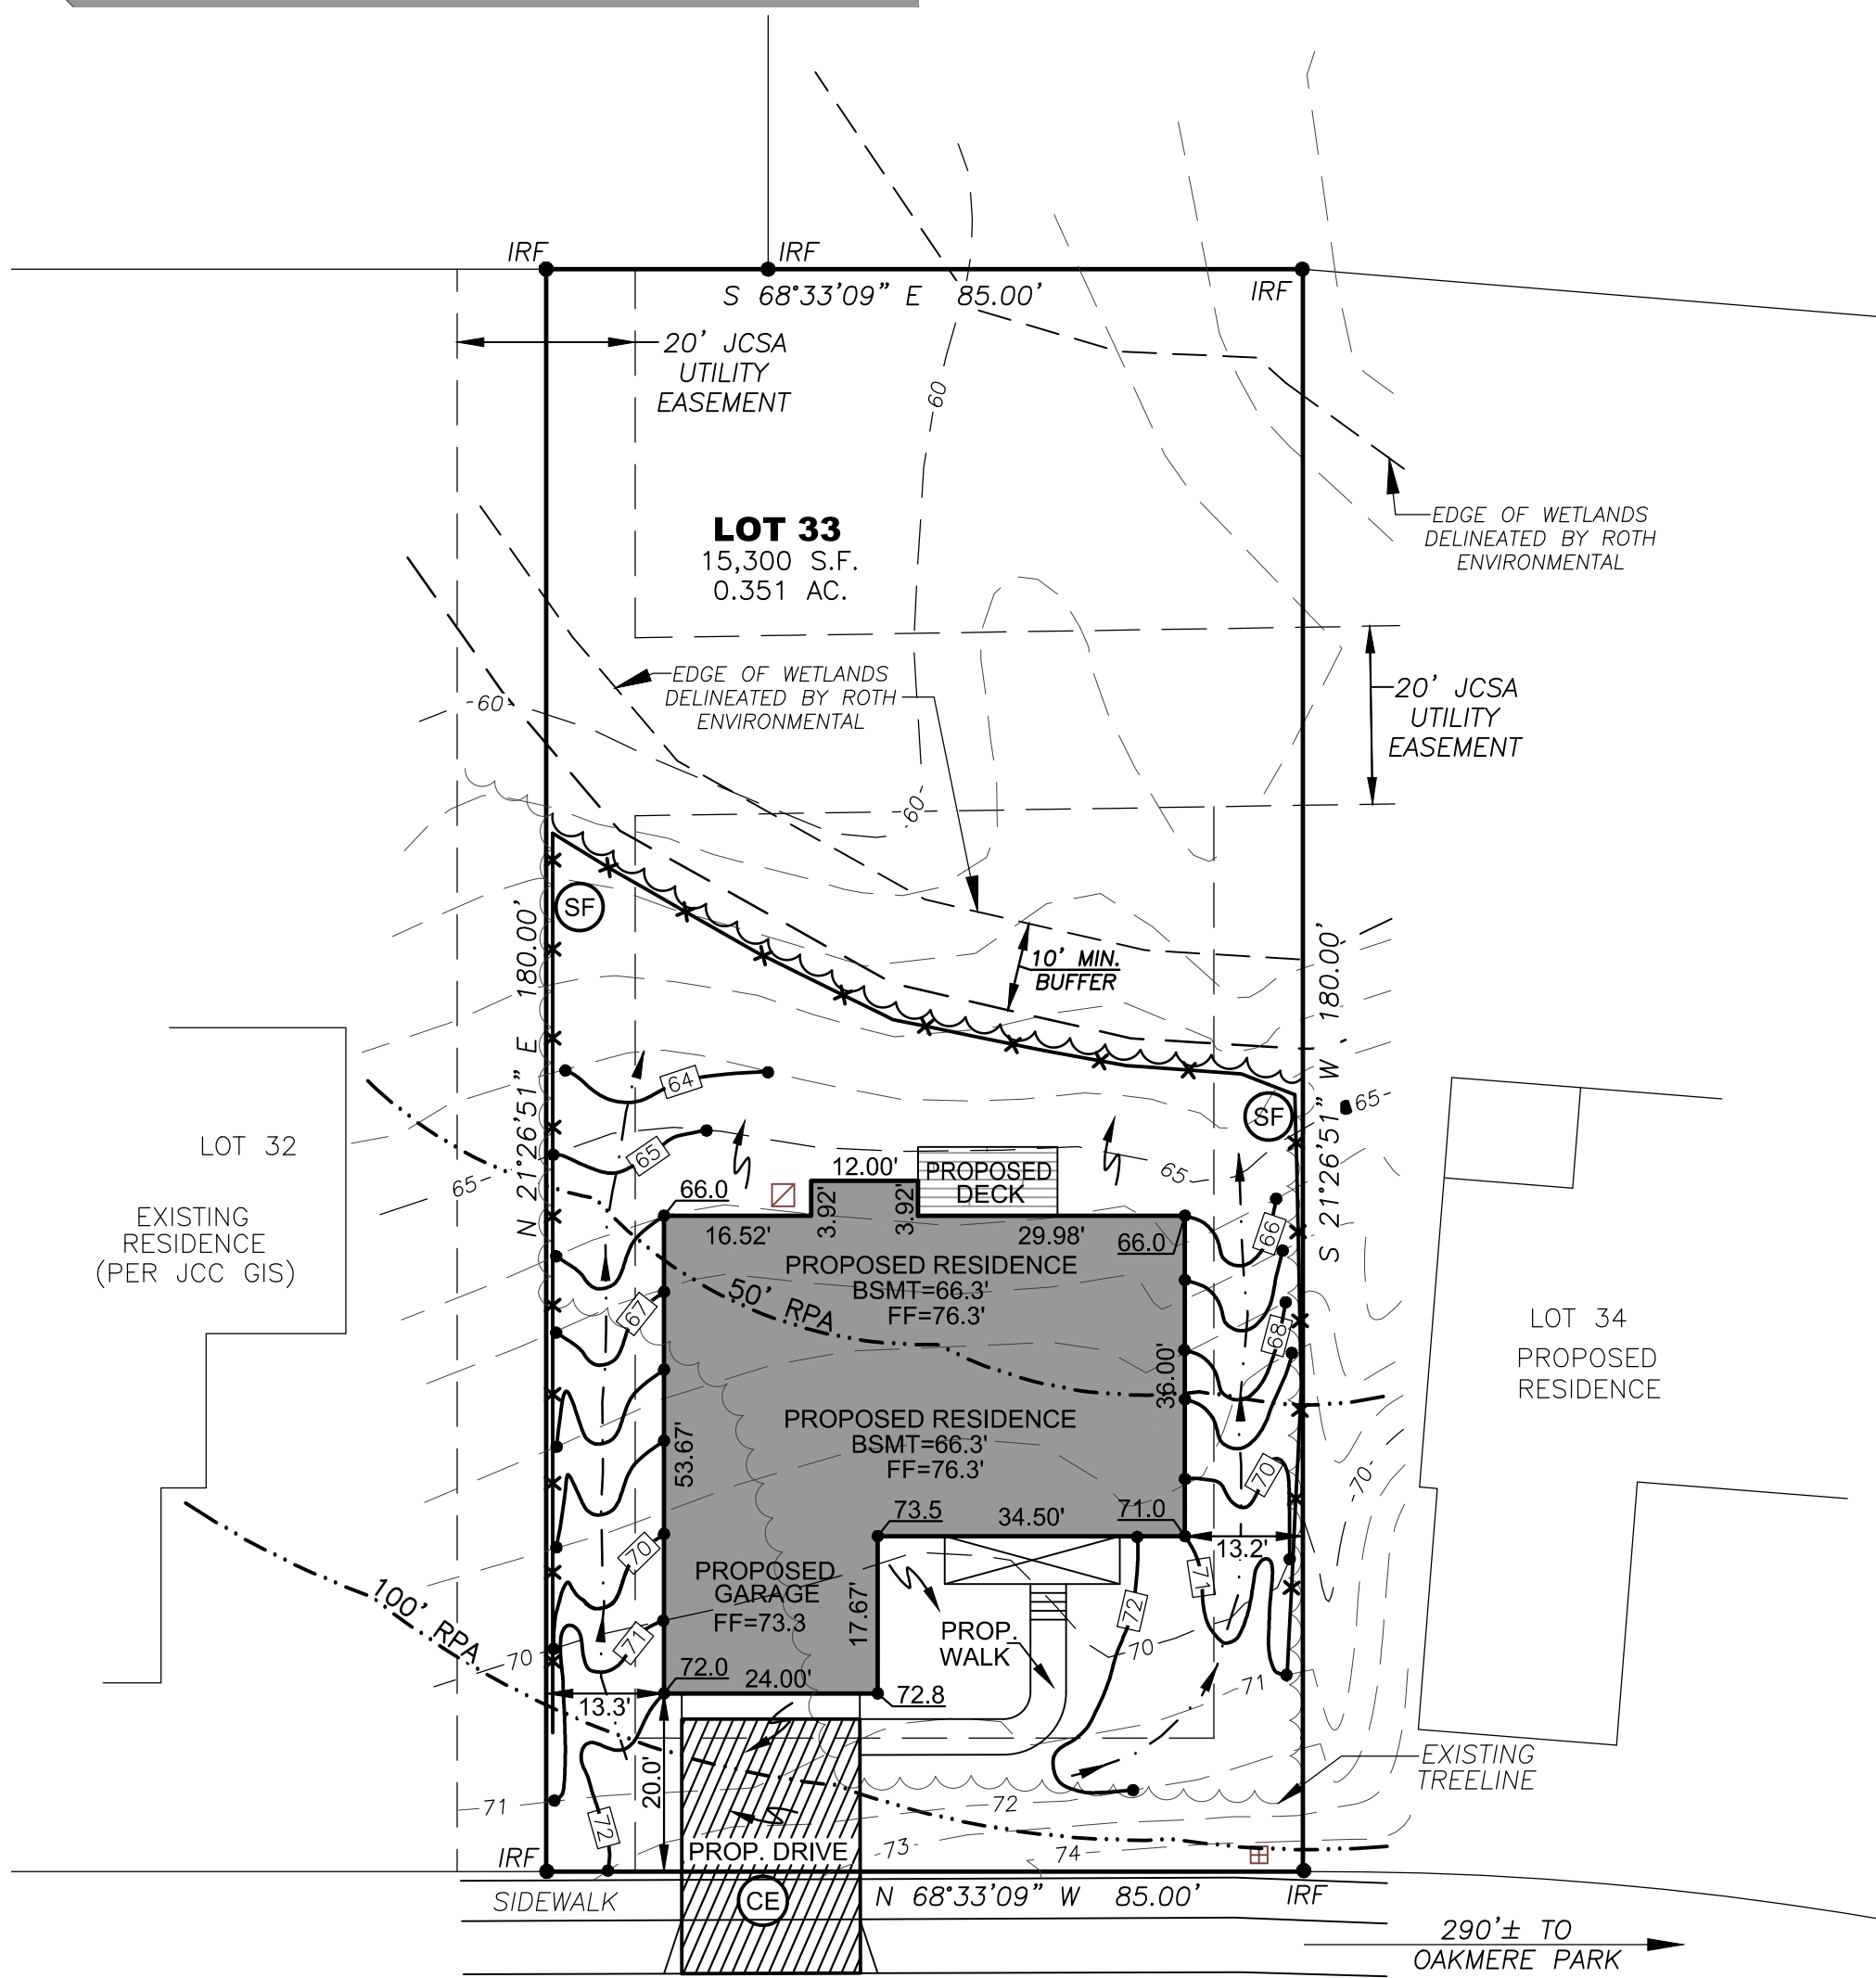 IRF
IRF
S 68°33'09" E 85.00'
IRF
20' JCSA
UTILITY
EASEMENT
60
LOT 33
15,300 S.F.
0.351 AC.
EDGE OF WETLANDS
DELINEATED BY ROTH
ENVIRONMENTAL
EDGE OF WETLANDS
DELINEATED BY ROTH
ENVIRONMENTAL
20' JCSA
UTILITY
EASEMENT
-60-
-60-
SF
N 21°26'51" E 180.00'
10' MIN.
BUFFER
S 21°26'51" W 180.00'
64
SF
65-
LOT 32
65
12.00'
PROPOSED
DECK
65
65-
66.0
3.92'
3.92'
EXISTING
RESIDENCE
(PER JCC GIS)
16.52'
29.98'
66.0
66
PROPOSED RESIDENCE
BSMT=66.3'
FF=76.3'
50' RPA
67
68
LOT 34
PROPOSED
RESIDENCE
36.00'
PROPOSED RESIDENCE
BSMT=66.3'
FF=76.3'
53.67'
70
-70-
73.5
34.50'
71.0
13.2'
70
PROPOSED
GARAGE
FF=73.3
17.67'
71
72
100' RPA
PROP.
WALK
70
70
71
72.0
24.00'
72.8
71
13.3'
20.0'
EXISTING
TREELINE
71
72
72
73
74
PROP. DRIVE
IRF
SIDEWALK
CE
N 68°33'09" W 85.00'
IRF
290'± TO
OAKMERE PARK